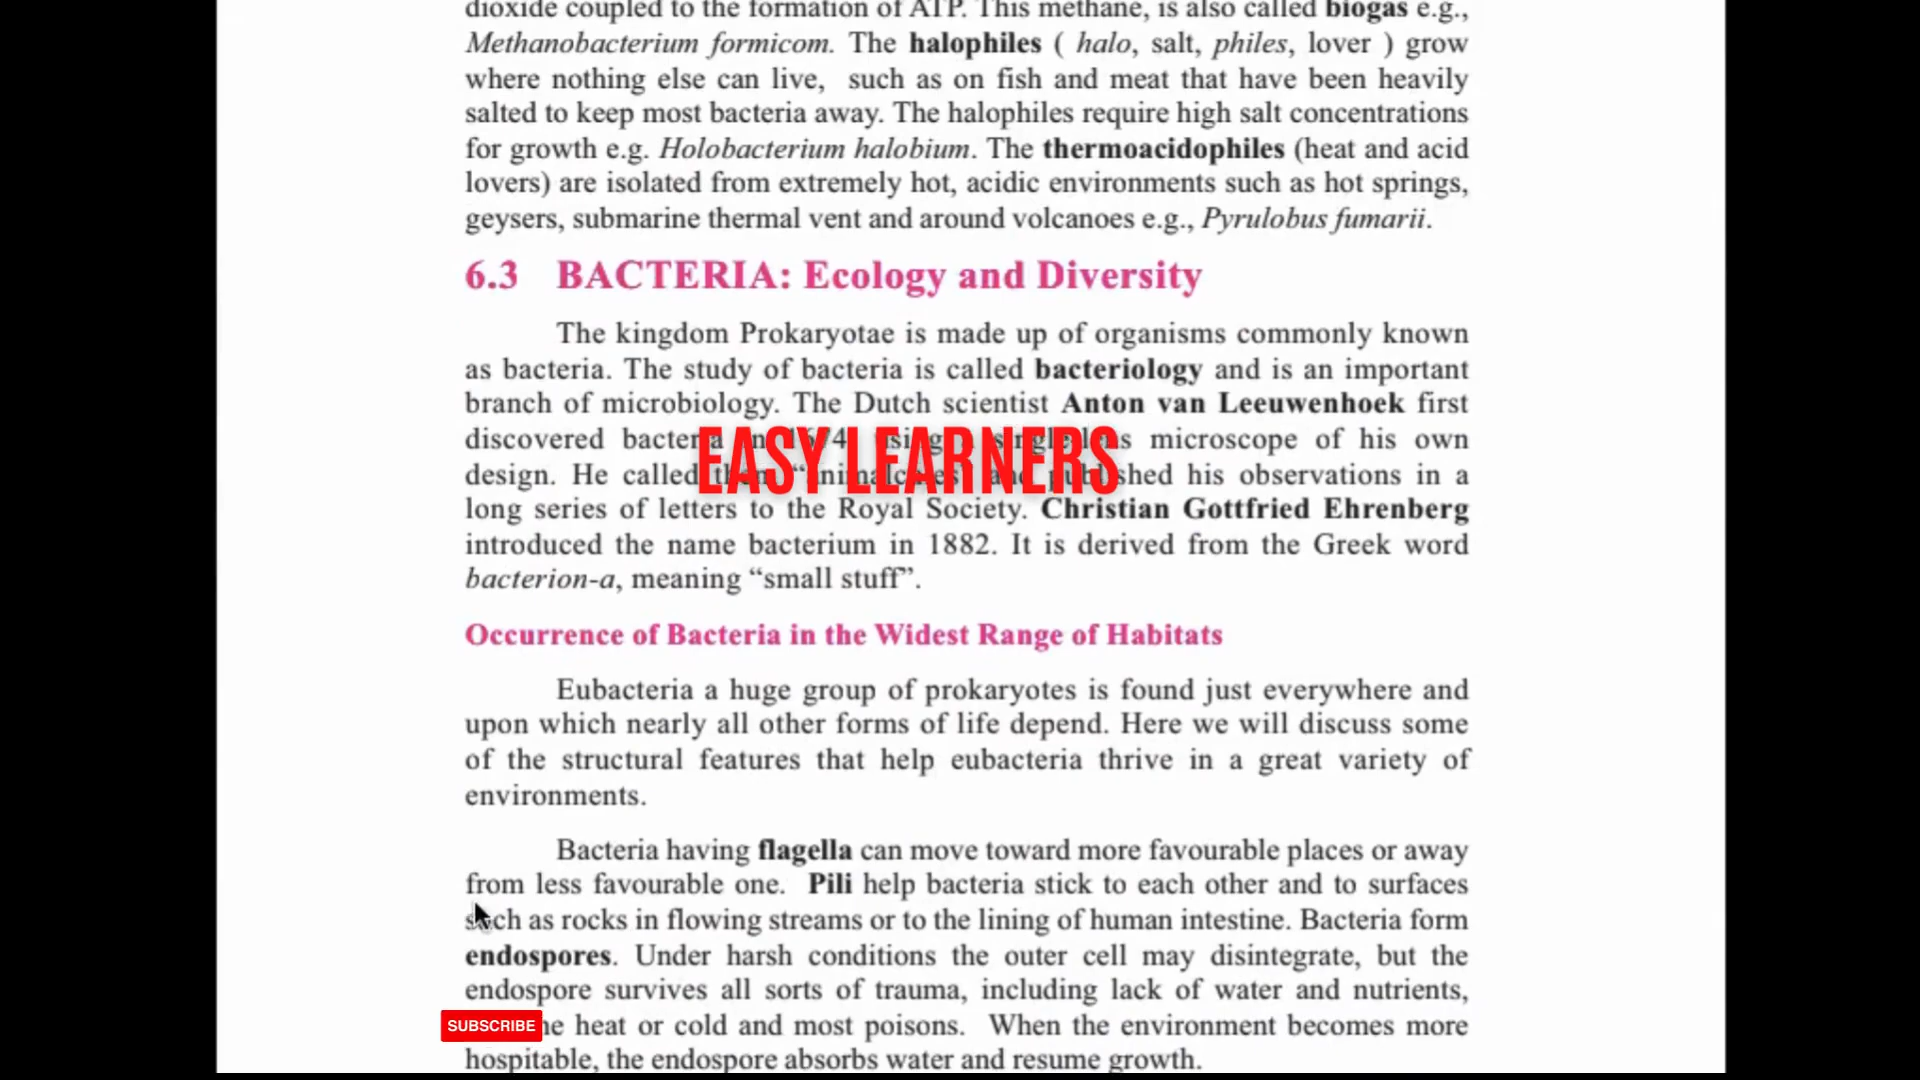 dioxide coupled to the formation of ATP. This methane, is also called biogas e.g.,
Methanobacterium formicom. The halophiles ( halo, salt, philes, lover ) grow
where nothing else can live, such as on fish and meat that have been heavily
salted to keep most bacteria away. The halophiles require high salt concentrations
for growth e.g. Holobacterium halobium. The thermoacidophiles (heat and acid
lovers) are isolated from extremely hot, acidic environments such as hot springs,
geysers, submarine thermal vent and around volcanoes e.g., Pyrulobus fumarii.
6.3 BACTERIA: Ecology and Diversity
The kingdom Prokaryotae is made up of organisms commonly known
as bacteria. The study of bacteria is called bacteriology and is an important
branch of microbiology. The Dutch scientist Anton van Leeuwenhoek first
discovered bacteria microscope of his own
EASY LEARNERS
design. He called his observations in a
long series of letters to the Royal Society. Christian Gottfried Ehrenberg
introduced the name bacterium in 1882. It is derived from the Greek word
bacterion-a, meaning “small stuff”.
Occurrence of Bacteria in the Widest Range of Habitats
Eubacteria a huge group of prokaryotes is found just everywhere and
upon which nearly all other forms of life depend. Here we will discuss some
of the structural features that help eubacteria thrive in a great variety of
environments.
Bacteria having flagella can move toward more favourable places or away
from less favourable one. Pili help bacteria stick to each other and to surfaces
such as rocks in flowing streams or to the lining of human intestine. Bacteria form
endospores. Under harsh conditions the outer cell may disintegrate, but the
endospore survives all sorts of trauma, including lack of water and nutrients,
SUBSCRIBE heat or cold and most poisons. When the environment becomes more
hospitable, the endospore absorbs water and resume growth.